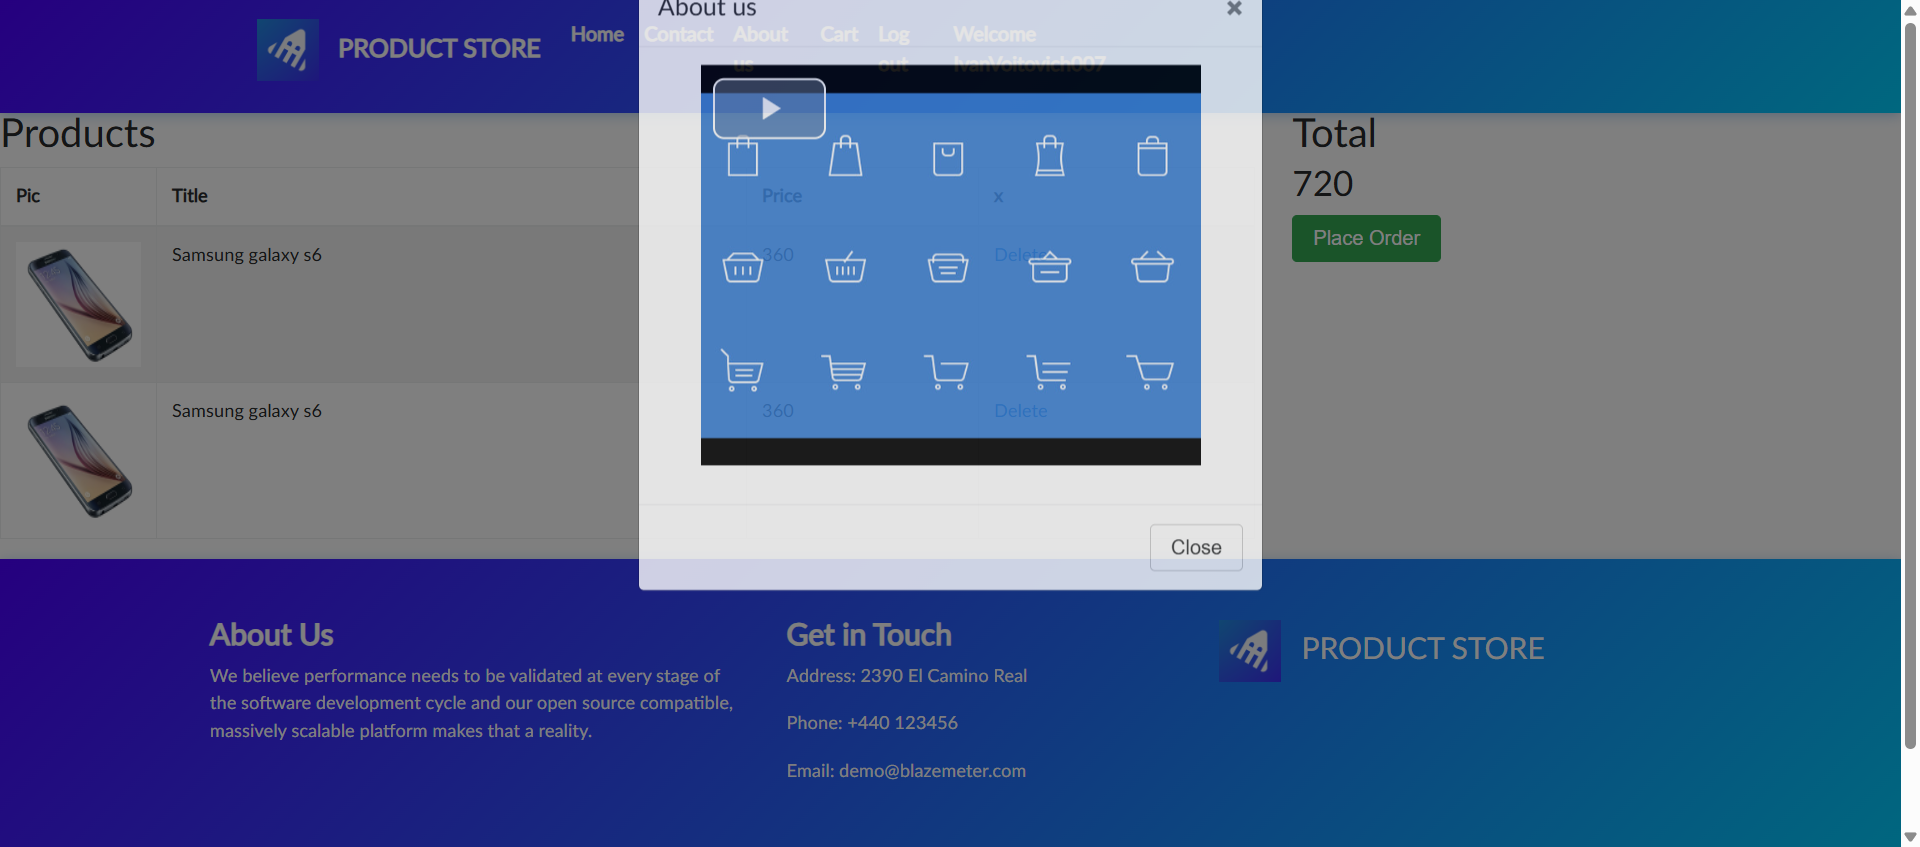 About us ×
PRODUCT STORE
Home Contact About us Cart Log out Welcome IvanVoitovich007
Products
Pic Title Price x
Samsung galaxy s6 360 Delete
Samsung galaxy s6 360 Delete
Total
720
Place Order
Close
About Us
We believe performance needs to be validated at every stage of
the software development cycle and our open source compatible,
massively scalable platform makes that a reality.
Get in Touch
Address: 2390 El Camino Real
Phone: +440 123456
Email: demo@blazemeter.com
PRODUCT STORE